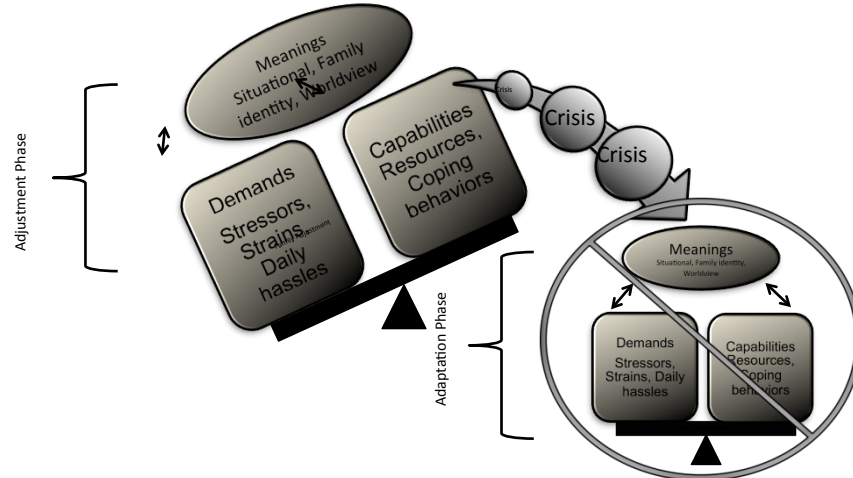 Adjustment Phase
Meanings
Situational, Family
identity, Worldview
Demands
Stressors,
Strains,
Daily
hassles
Capabilities
Resources,
Coping
behaviors
Crisis
Crisis
Crisis
Adaptation Phase
Meanings
Situational, Family identity,
Worldview
Demands
Stressors,
Strains, Daily
hassles
Capabilities
Resources,
Coping
behaviors